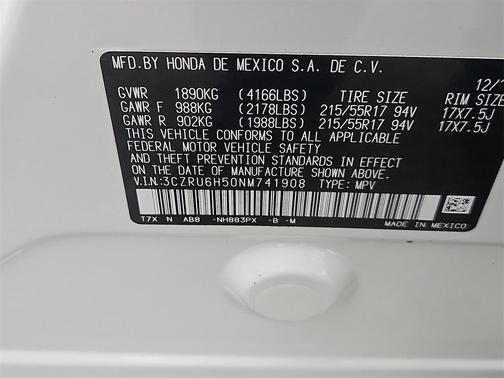 MFD.BY HONDA DE MEXICO S.A. DE C.V.
12/1
GVWR 1890KG (4166LBS) TIRE SIZE RIM SIZE
GAWR F 988KG (2178LBS) 215/55R17 94V 17X7.5J
GAWR R 902KG (1988LBS) 215/55R17 94V 17X7.5J
THIS VEHICLE CONFORMS TO ALL APPLICABLE
FEDERAL MOTOR VEHICLE SAFETY STANDARDS IN EFFECT
ON THE DATE OF MANUFACTURE SHOWN ABOVE.
V.I.N:3CZRU6H50NM741908 TYPE: MPV
T7X N AB8 -NH883PX -B -M
MADE IN MEXICO